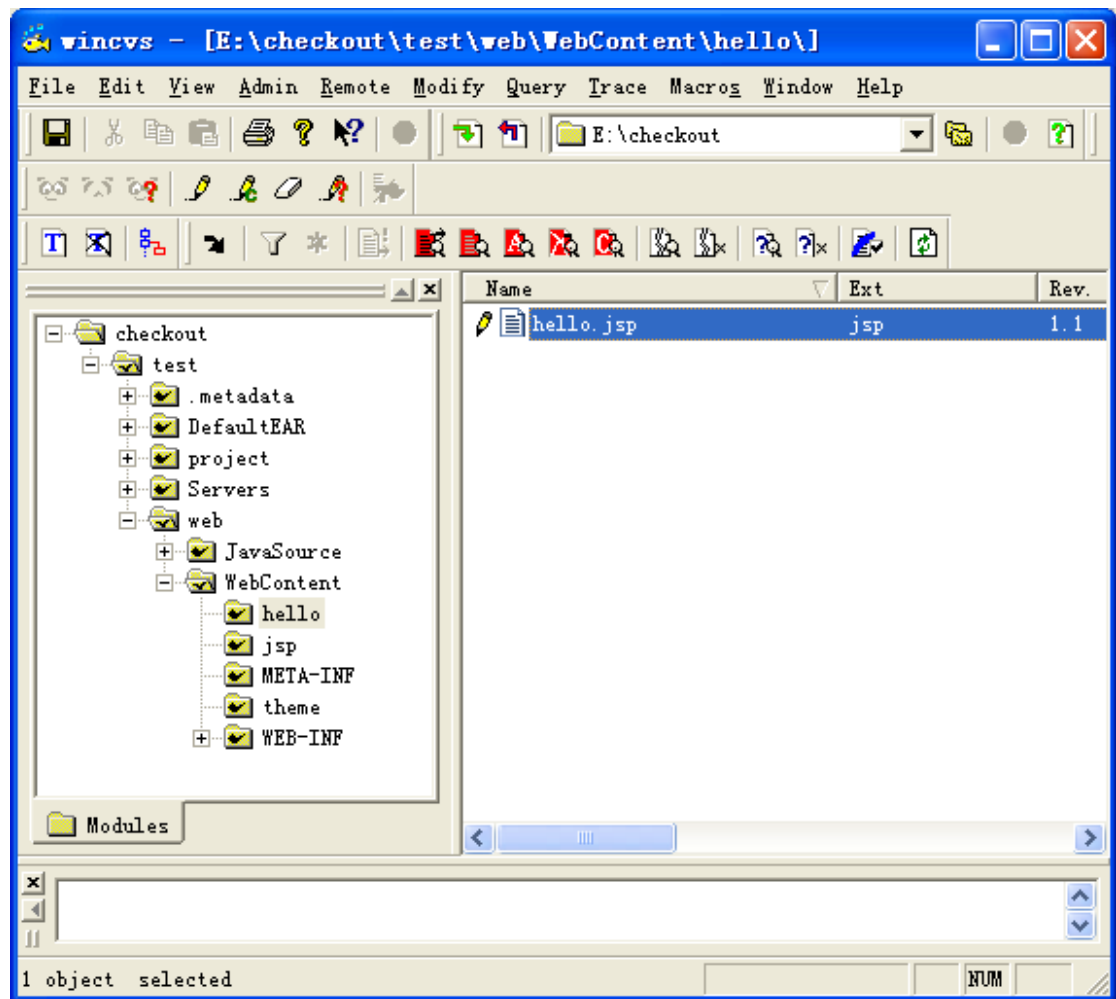 wincvs - [E:\checkout\test\web\WebContent\hello\]
File Edit View Admin Remote Modify Query Trace Macros Window Help
E:\checkout
Name Ext Rev.
hello.jsp jsp 1.1
checkout
test
.metadata
DefaultEAR
project
Servers
web
JavaSource
WebContent
hello
jsp
META-INF
theme
WEB-INF
Modules
1 object selected NUM